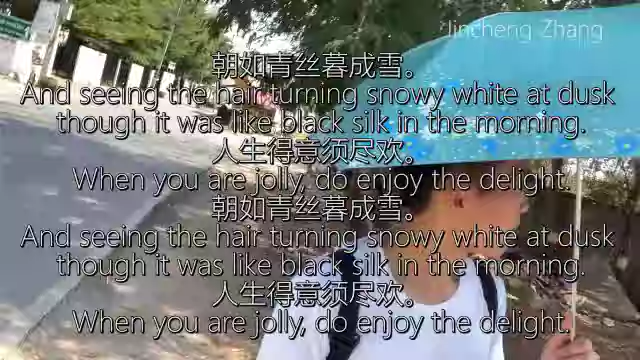 Jincheng Zhang
朝如青丝暮成雪。
And seeing the hair turning snowy white at dusk
though it was like black silk in the morning.
人生得意须尽欢。
When you are jolly, do enjoy the delight.
朝如青丝暮成雪。
And seeing the hair turning snowy white at dusk
though it was like black silk in the morning.
人生得意须尽欢。
When you are jolly, do enjoy the delight.